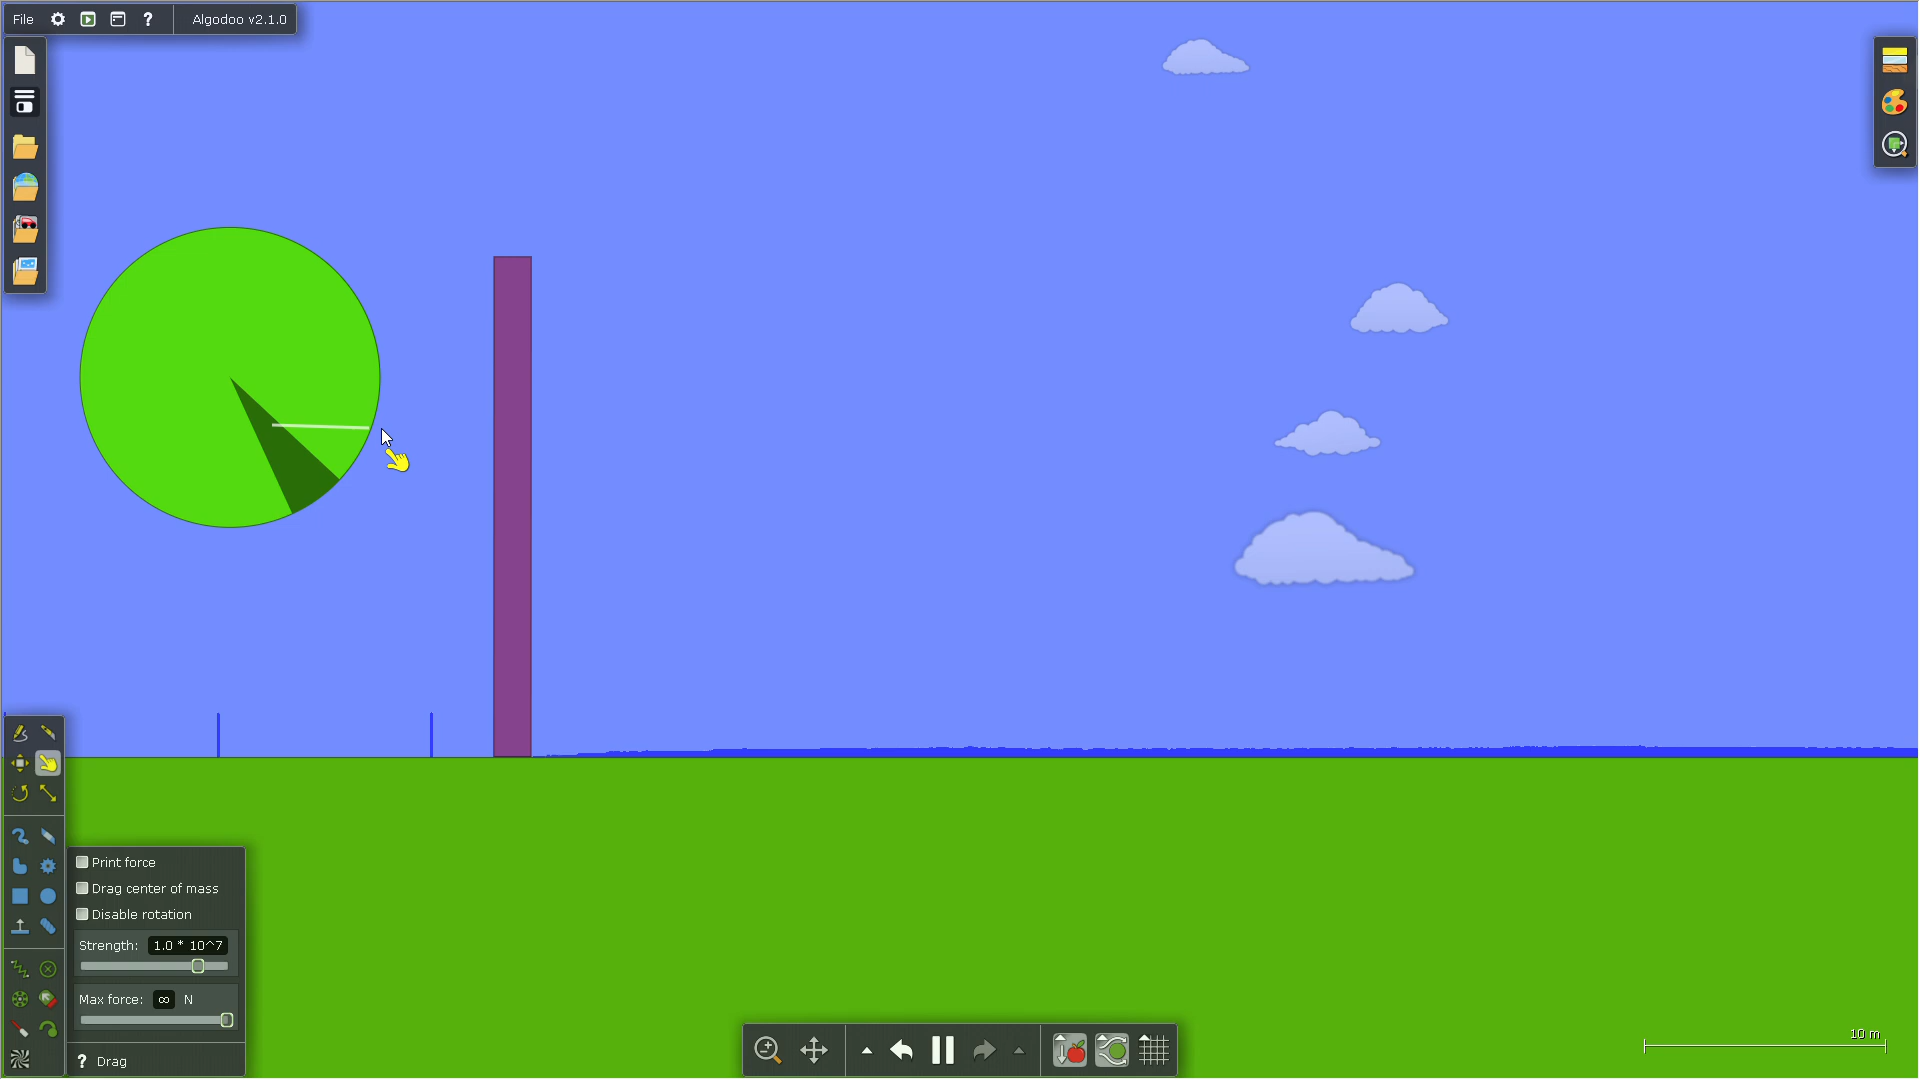 File ? Algodoo v2.1.0
Print force
Drag center of mass
Disable rotation
Strength: 1.0 * 10^7
Max force: ∞ N
? Drag
10 m